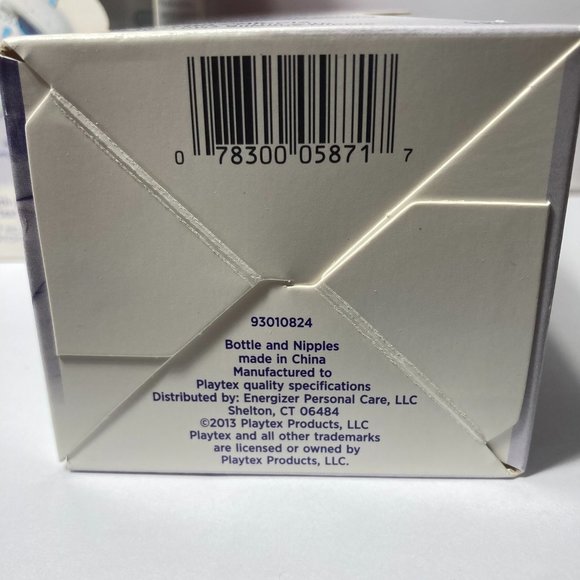 0 78300 05871 7
93010824
Bottle and Nipples
made in China
Manufactured to
Playtex quality specifications
Distributed by: Energizer Personal Care, LLC
Shelton, CT 06484
©2013 Playtex Products, LLC
Playtex and all other trademarks
are licensed or owned by
Playtex Products, LLC.